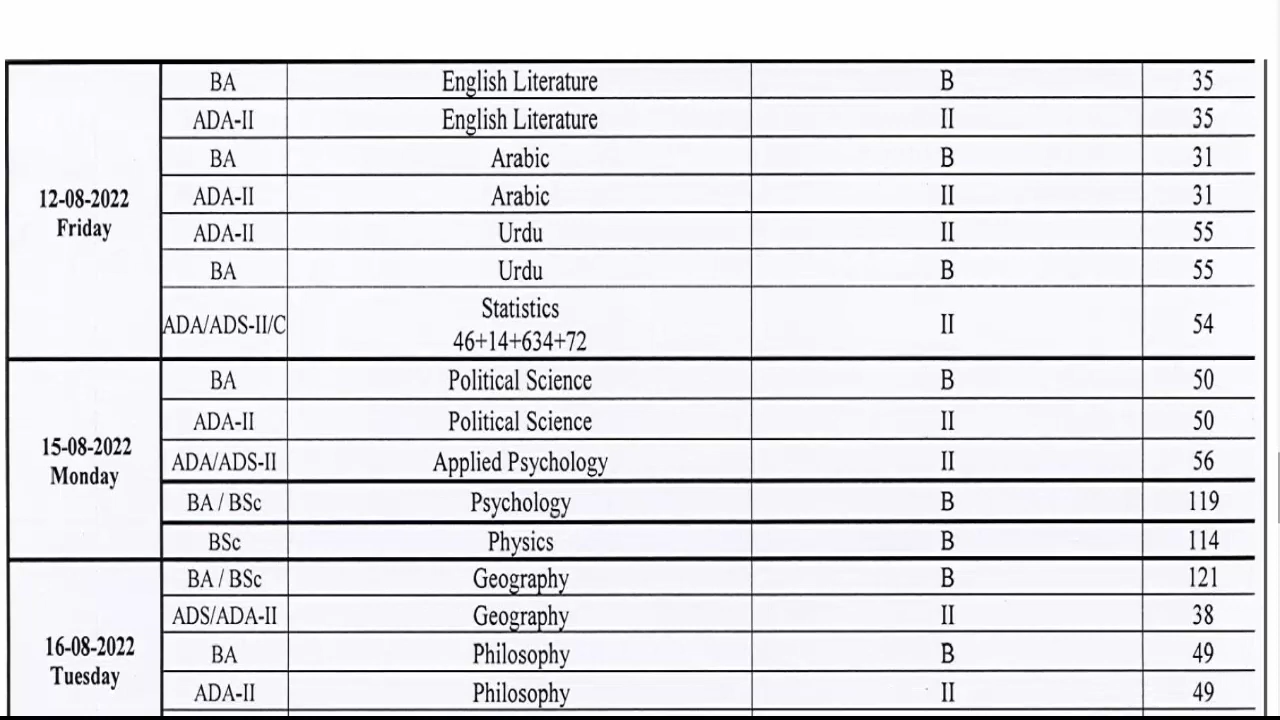 12-08-2022
Friday
BA English Literature B 35
ADA-II English Literature II 35
BA Arabic B 31
ADA-II Arabic II 31
ADA-II Urdu II 55
BA Urdu B 55
ADA/ADS-II/C Statistics II 54
46+14+634+72
15-08-2022
Monday
BA Political Science B 50
ADA-II Political Science II 50
ADA/ADS-II Applied Psychology II 56
BA / BSc Psychology B 119
BSc Physics B 114
16-08-2022
Tuesday
BA / BSc Geography B 121
ADS/ADA-II Geography II 38
BA Philosophy B 49
ADA-II Philosophy II 49